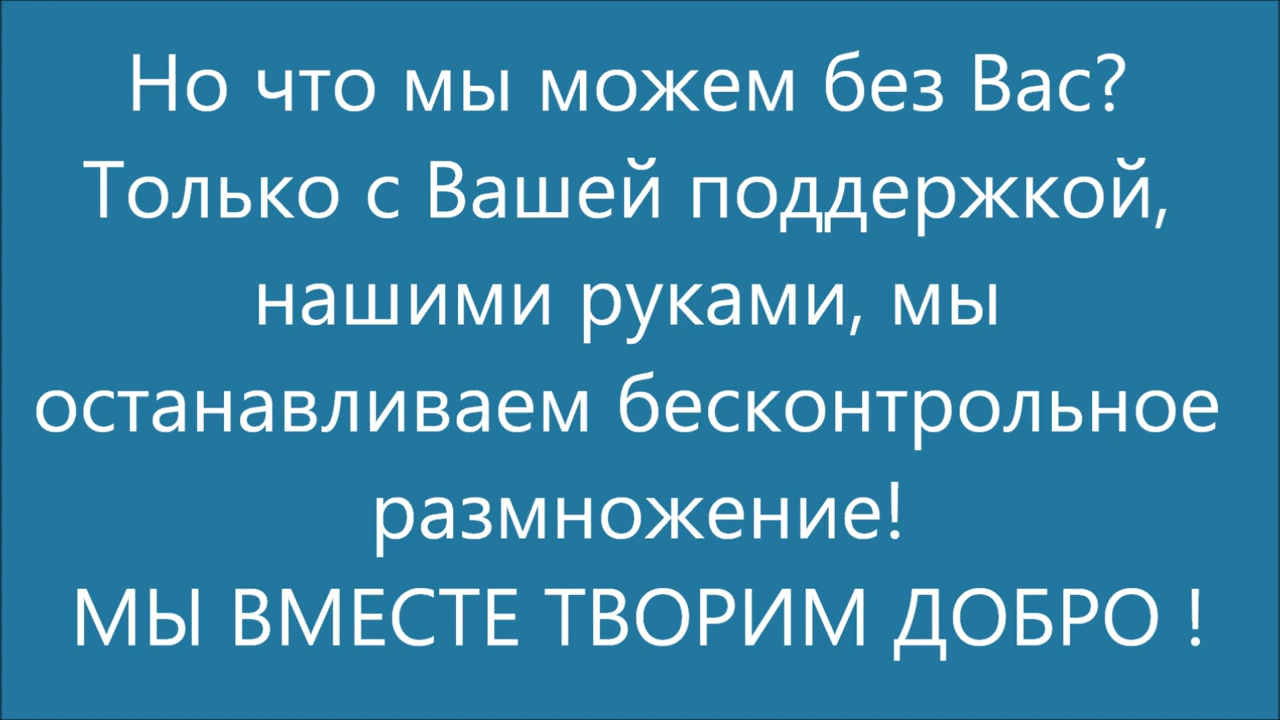 Но что мы можем без Вас?
Только с Вашей поддержкой,
нашими руками, мы
останавливаем бесконтрольное
размножение!
МЫ ВМЕСТЕ ТВОРИМ ДОБРО !